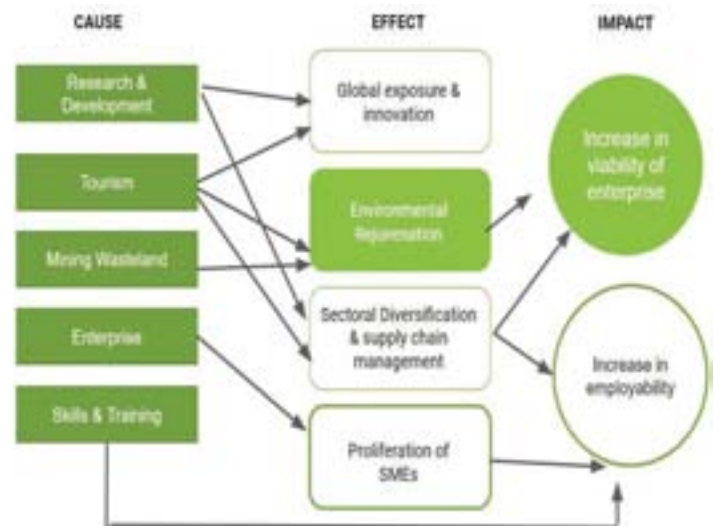 CAUSE
EFFECT
IMPACT
Research &
Development
Tourism
Mining Wasteland
Enterprise
Skills & Training
Global exposure &
innovation
Environmental
Rejuvenation
Sectoral Diversification
& supply chain
management
Proliferation of
SMEs
Increase in
viability of
enterprise
Increase in
employability